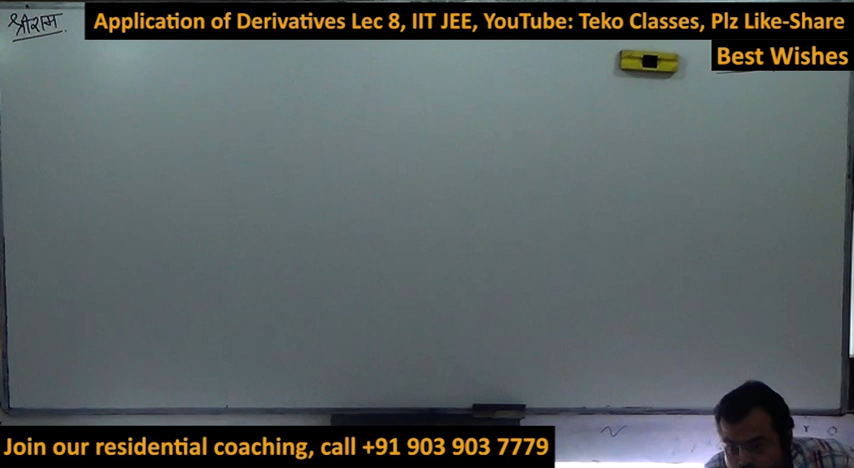 श्रीराम.
Application of Derivatives Lec 8, IIT JEE, YouTube: Teko Classes, Plz Like-Share
Best Wishes
Join our residential coaching, call +91 903 903 7779